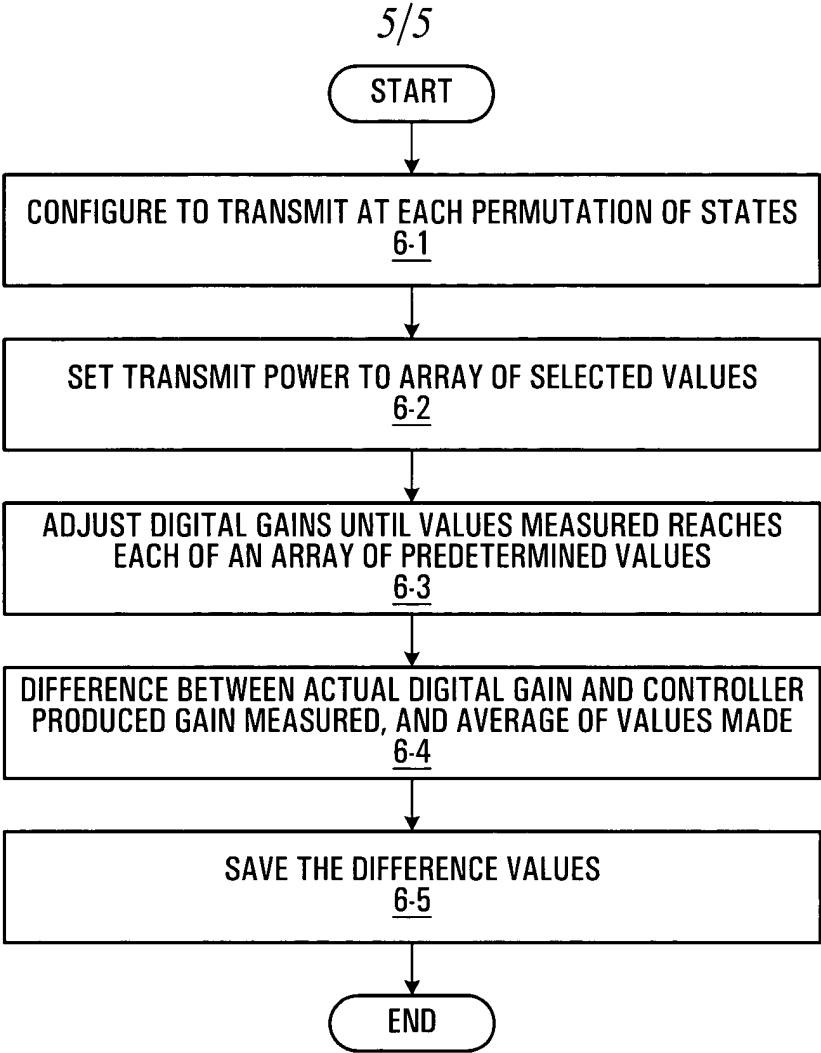 5/5
START
CONFIGURE TO TRANSMIT AT EACH PERMUTATION OF STATES
6-1
SET TRANSMIT POWER TO ARRAY OF SELECTED VALUES
6-2
ADJUST DIGITAL GAINS UNTIL VALUES MEASURED REACHES
EACH OF AN ARRAY OF PREDETERMINED VALUES
6-3
DIFFERENCE BETWEEN ACTUAL DIGITAL GAIN AND CONTROLLER
PRODUCED GAIN MEASURED, AND AVERAGE OF VALUES MADE
6-4
SAVE THE DIFFERENCE VALUES
6-5
END